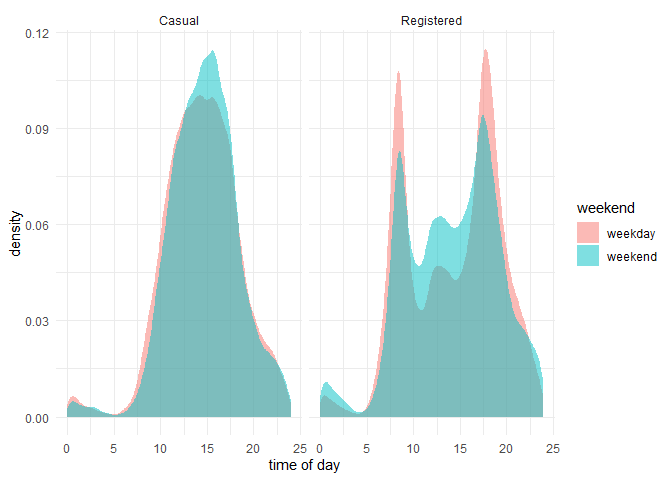 Casual
Registered
0.12
0.09
0.06
0.03
0.00
density
0 5 10 15 20 25
0 5 10 15 20 25
time of day
weekend
weekday
weekend